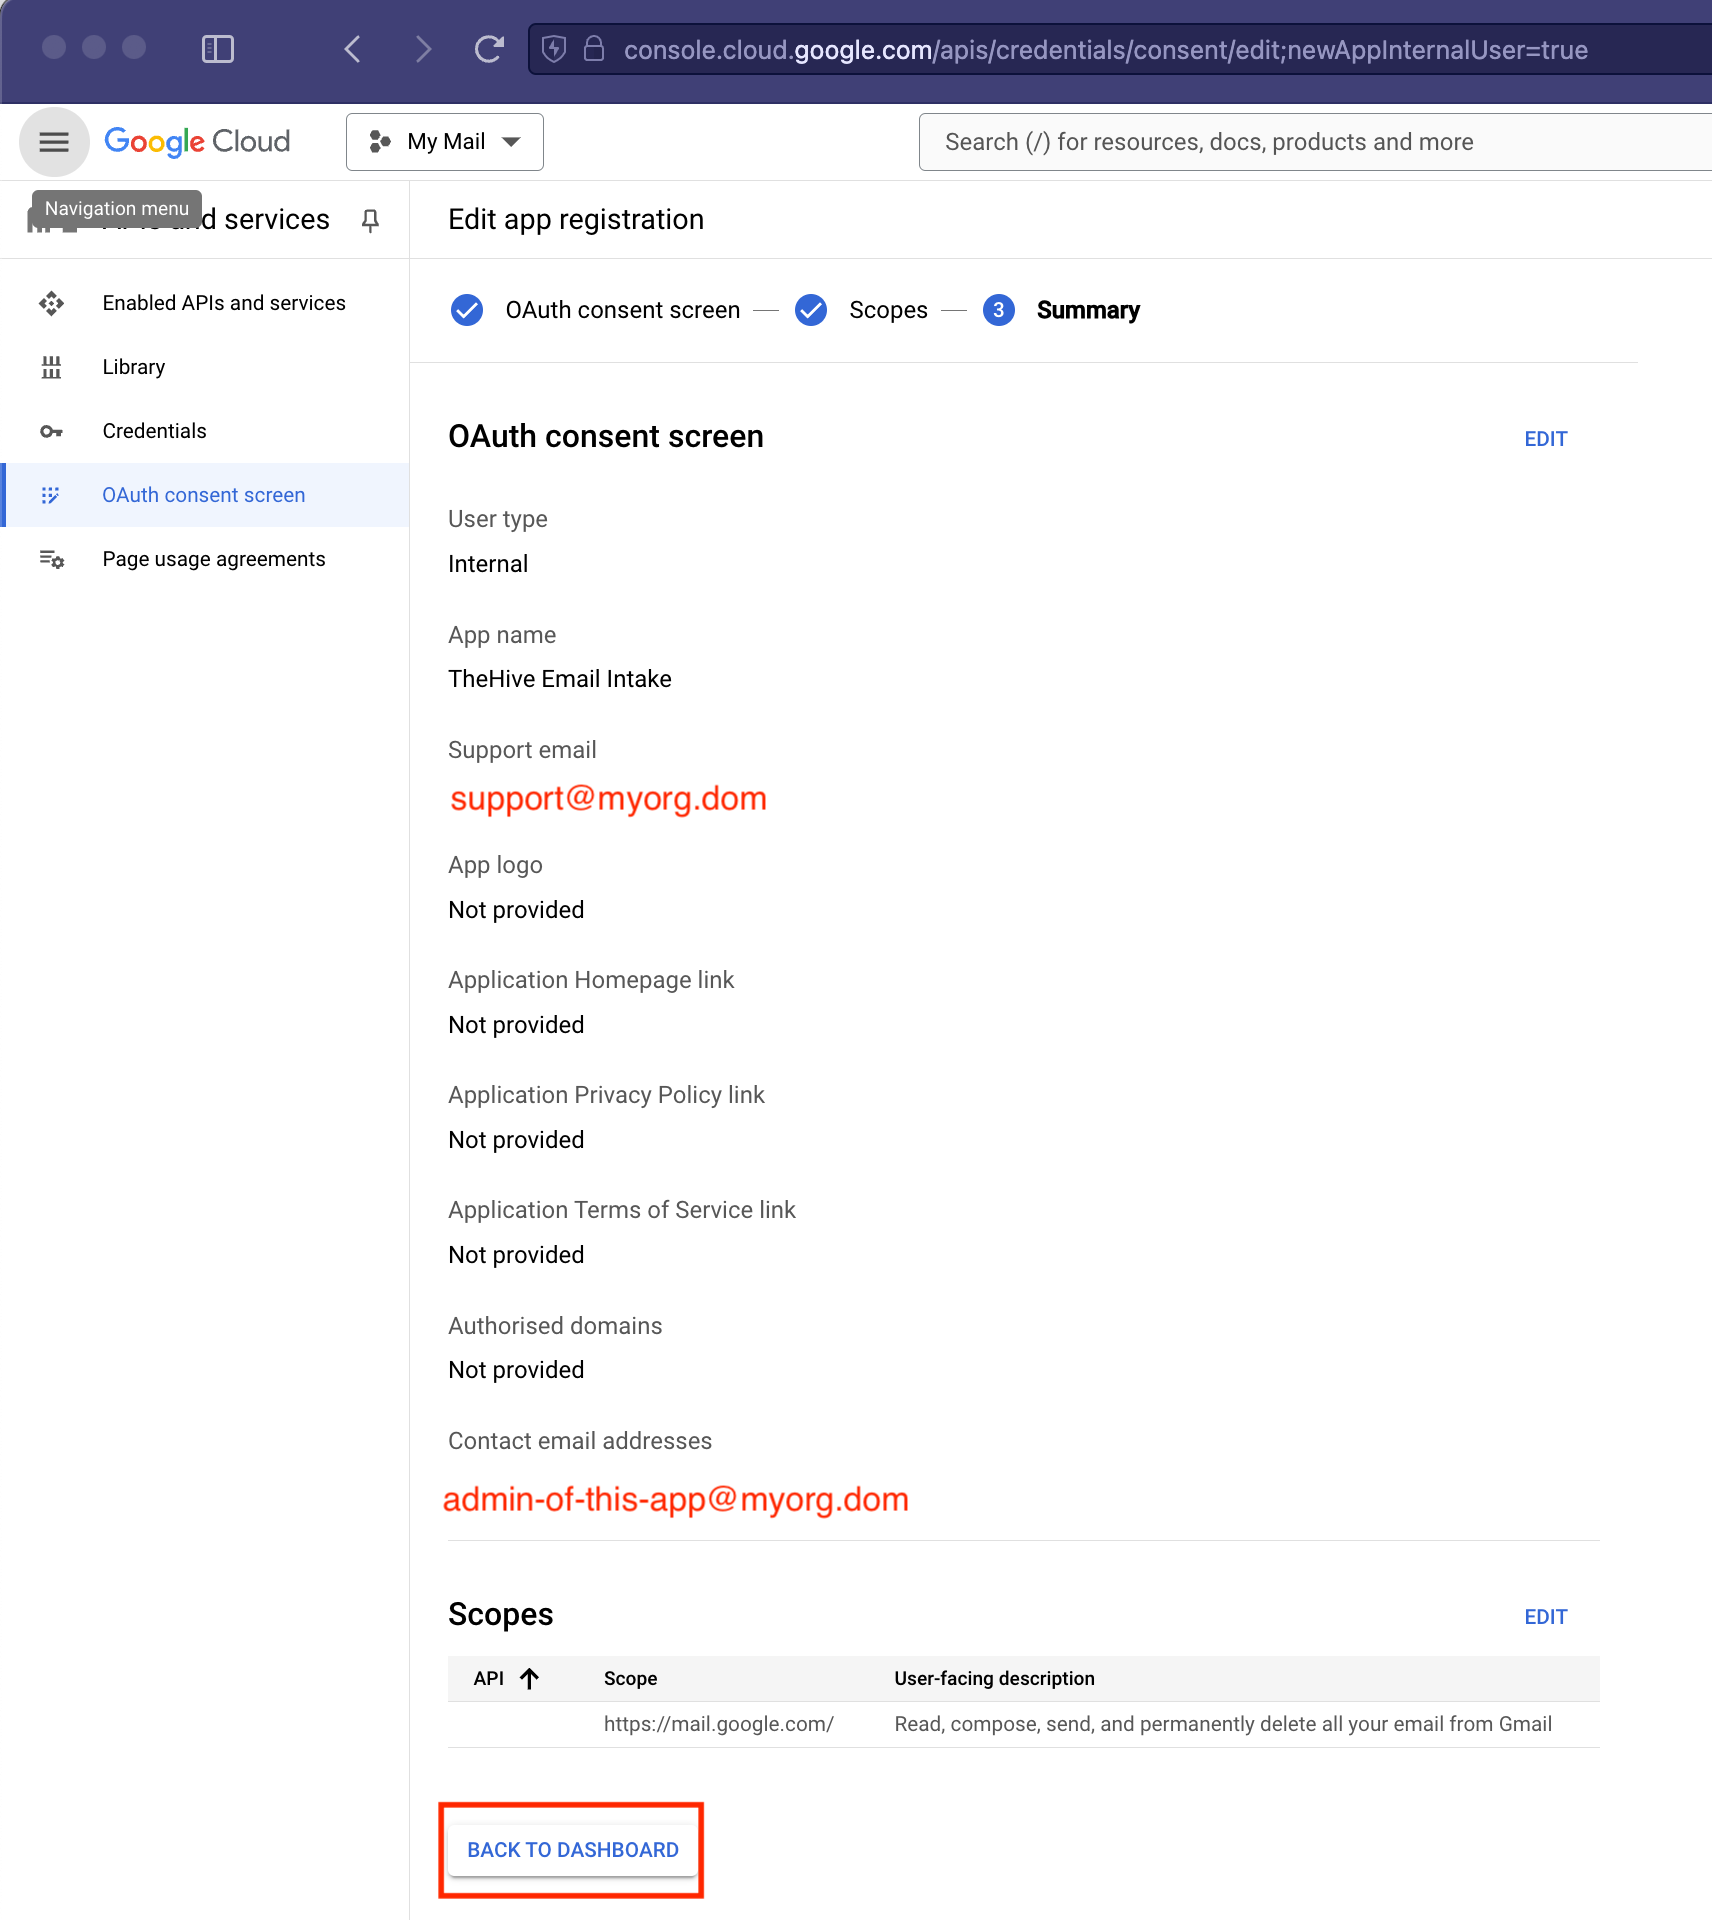 console.cloud.google.com/apis/credentials/consent/edit;newAppInternalUser=true
Google Cloud
My Mail
Search (/) for resources, docs, products and more
Navigation menu
and services
Edit app registration
Enabled APIs and services
Library
Credentials
OAuth consent screen
Page usage agreements
OAuth consent screen
Scopes
3
Summary
OAuth consent screen
EDIT
User type
Internal
App name
TheHive Email Intake
Support email
support@myorg.dom
App logo
Not provided
Application Homepage link
Not provided
Application Privacy Policy link
Not provided
Application Terms of Service link
Not provided
Authorised domains
Not provided
Contact email addresses
admin-of-this-app@myorg.dom
Scopes
EDIT
API
Scope
User-facing description
https://mail.google.com/
Read, compose, send, and permanently delete all your email from Gmail
BACK TO DASHBOARD